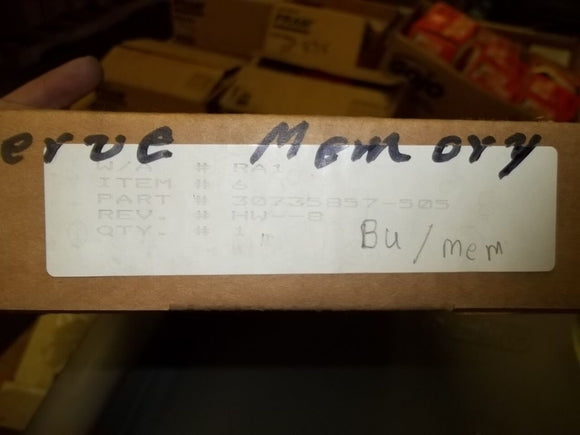 erve Memory
W/A # RA1
ITEM # 6
PART # 30735857-505
REV. # HW--8
QTY. # 1
Bu/mem